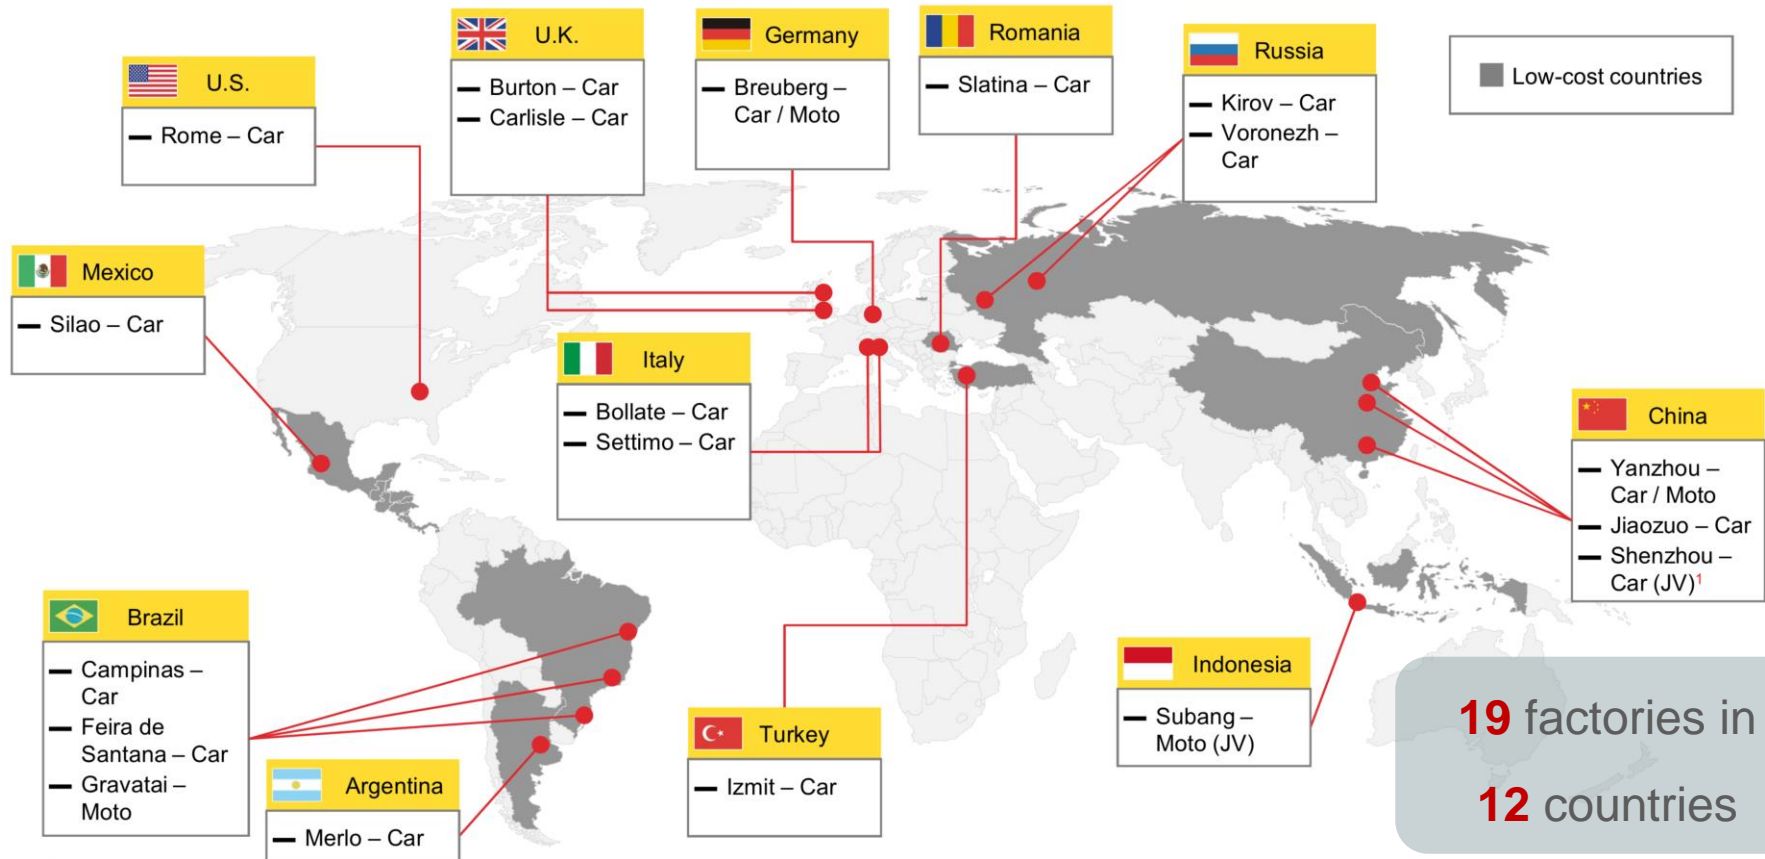 U.S.
— Rome – Car
U.K.
— Burton – Car
— Carlisle – Car
Germany
— Breuberg –
Car / Moto
Romania
— Slatina – Car
Russia
— Kirov – Car
— Voronezh –
Car
Low-cost countries
Mexico
— Silao – Car
Italy
— Bollate – Car
— Settimo – Car
China
— Yanzhou –
Car / Moto
— Jiaozuo – Car
— Shenzhou –
Car (JV)¹
Brazil
— Campinas –
Car
— Feira de
Santana – Car
— Gravatai –
Moto
Argentina
— Merlo – Car
Turkey
— Izmit – Car
Indonesia
— Subang –
Moto (JV)
19 factories in
12 countries